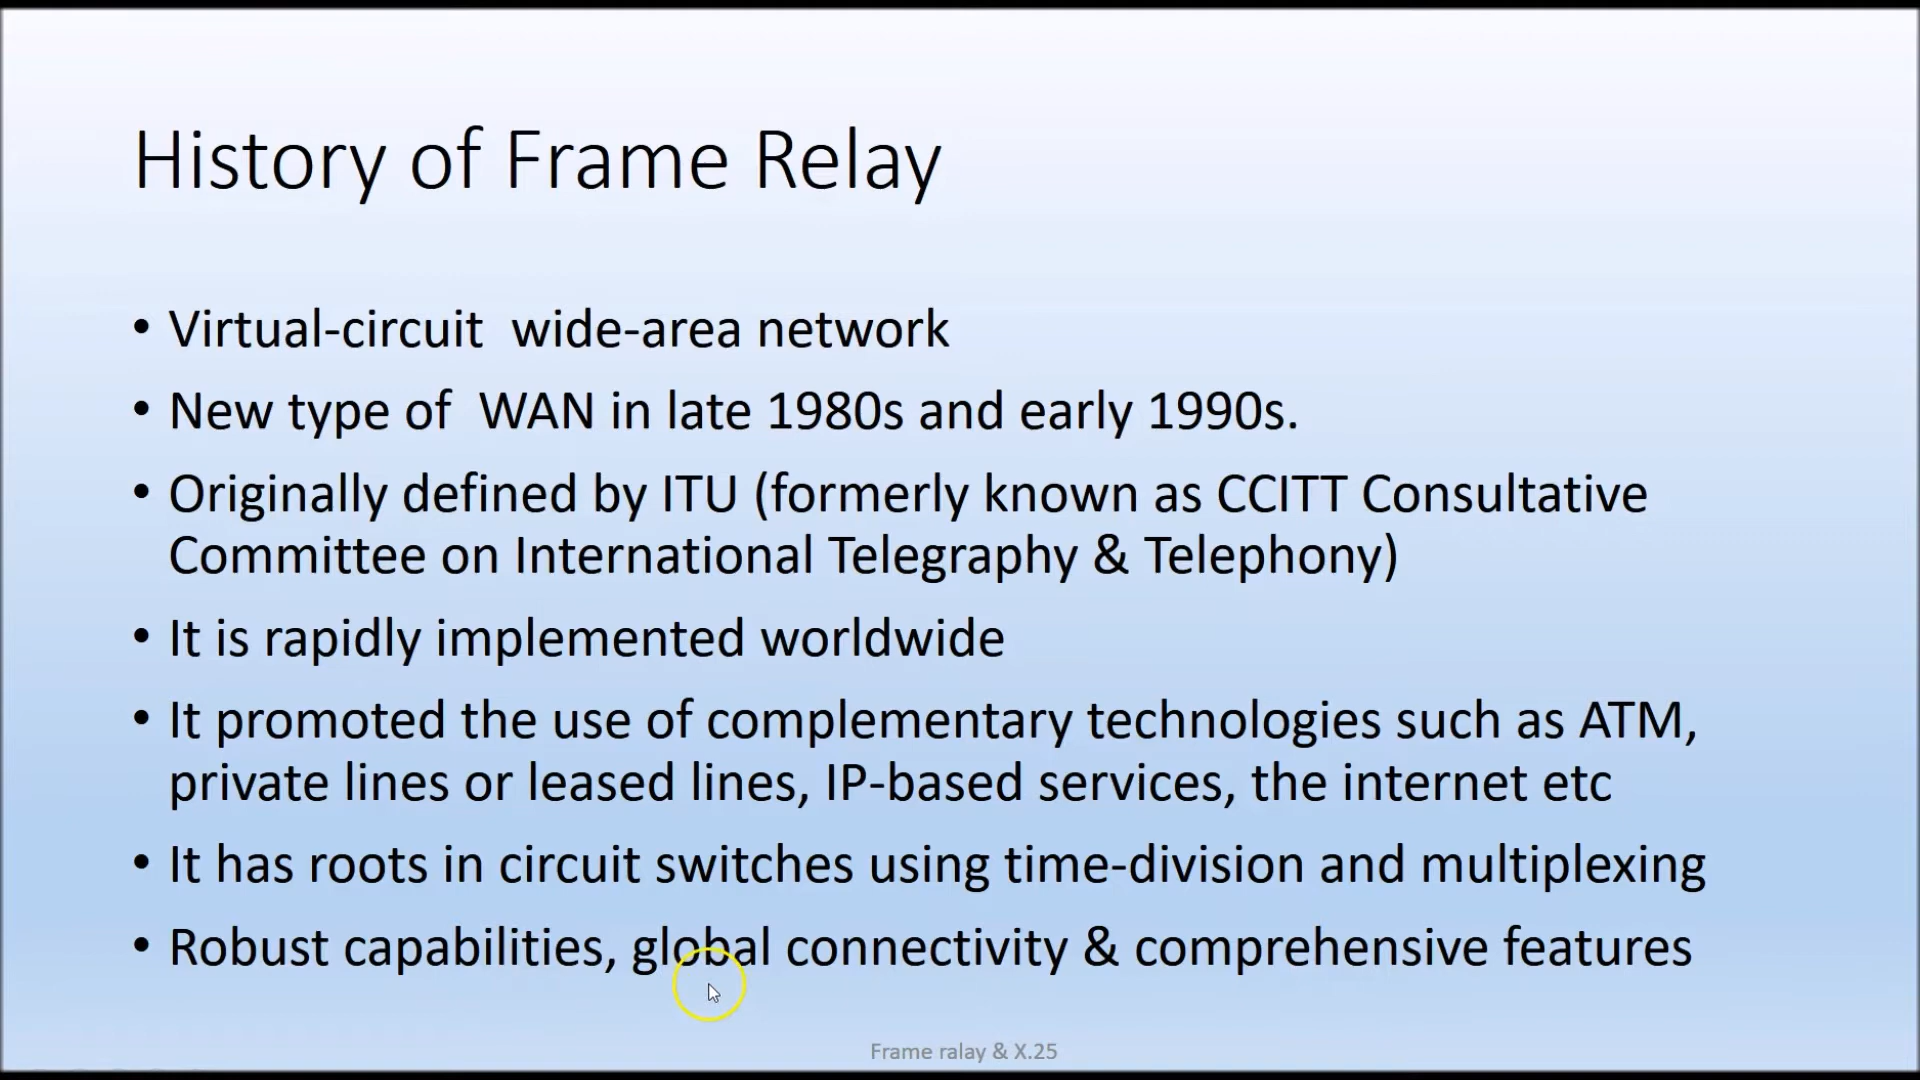 History of Frame Relay
• Virtual-circuit  wide-area network
• New type of  WAN in late 1980s and early 1990s.
• Originally defined by ITU (formerly known as CCITT Consultative
Committee on International Telegraphy & Telephony)
• It is rapidly implemented worldwide
• It promoted the use of complementary technologies such as ATM,
private lines or leased lines, IP-based services, the internet etc
• It has roots in circuit switches using time-division and multiplexing
• Robust capabilities, global connectivity & comprehensive features
Frame ralay & X.25